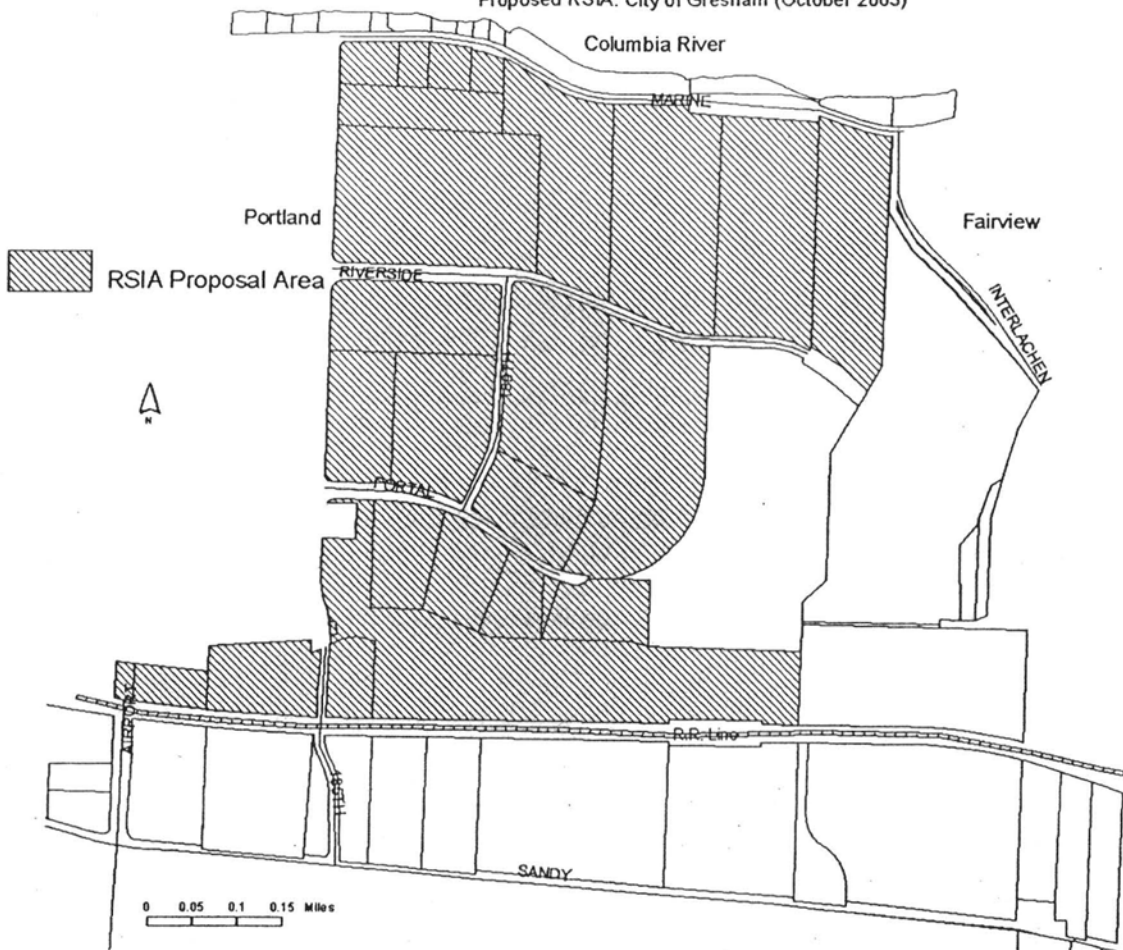 Proposed RSIA: City of Gresham (October 2003)
Columbia River
MARINE
Portland
Fairview
RIVERSIDE
RSIA Proposal Area
INTERLACHEN
N
PORTAL
AIRPORT
R.R. Line
185TH
SANDY
0 0.05 0.1 0.15 Miles